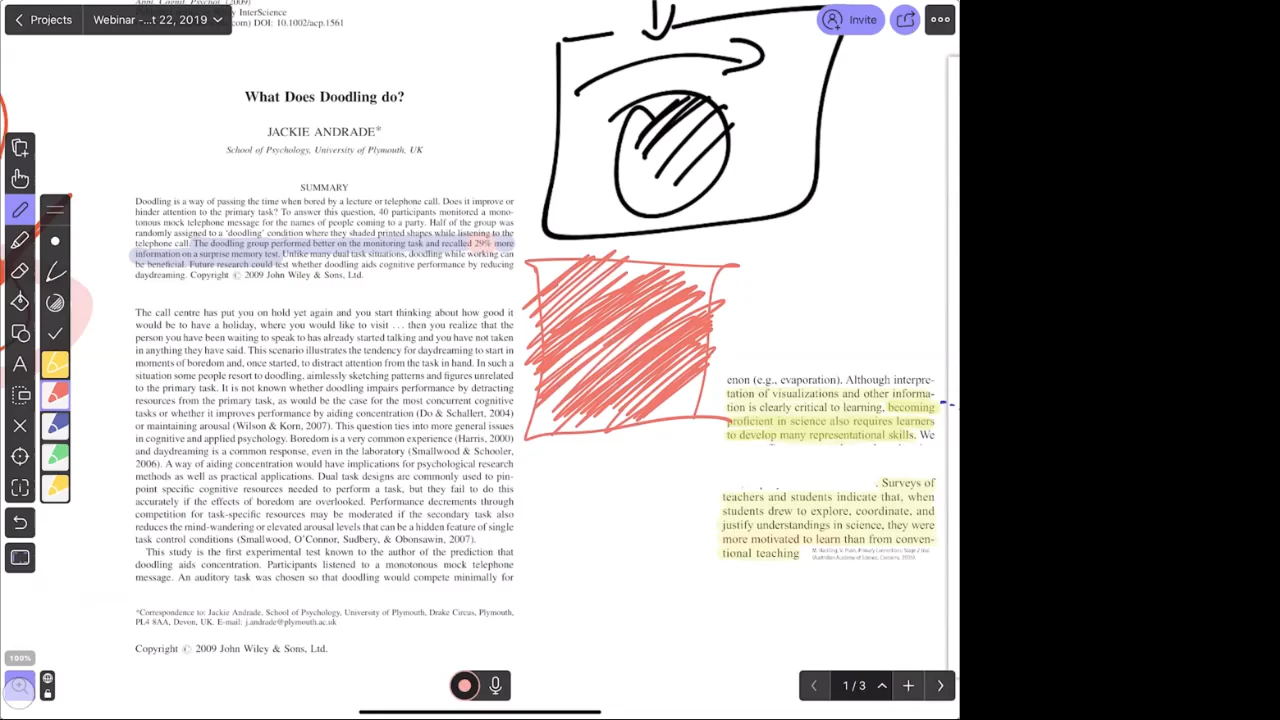 Projects
Webinar -...t 22, 2019
Invite
InterScience
DOI: 10.1002/acp.1561
What Does Doodling do?
JACKIE ANDRADE*
School of Psychology, University of Plymouth, UK
SUMMARY
Doodling is a way of passing the time when bored by a lecture or telephone call. Does it improve or
hinder attention to the primary task? To answer this question, 40 participants monitored a mono-
tonous mock telephone message for the names of people coming to a party. Half of the group was
randomly assigned to a ‘doodling’ condition where they shaded printed shapes while listening to the
telephone call. The doodling group performed better on the monitoring task and recalled 29% more
information on a surprise memory test. Unlike many dual task situations, doodling while working can
be beneficial. Future research could test whether doodling aids cognitive performance by reducing
daydreaming. Copyright © 2009 John Wiley & Sons, Ltd.
The call centre has put you on hold yet again and you start thinking about how good it
would be to have a holiday, where you would like to visit ... then you realize that the
person you have been waiting to speak to has already started talking and you have not taken
in anything they have said. This scenario illustrates the tendency for daydreaming to start in
moments of boredom and, once started, to distract attention from the task in hand. In such a
situation some people resort to doodling, aimlessly sketching patterns and figures unrelated
to the primary task. It is not known whether doodling impairs performance by detracting
resources from the primary task, as would be the case for the most concurrent cognitive
tasks or whether it improves performance by aiding concentration (Do & Schallert, 2004)
or maintaining arousal (Wilson & Korn, 2007). This question ties into more general issues
in cognitive and applied psychology. Boredom is a very common experience (Harris, 2000)
and daydreaming is a common response, even in the laboratory (Smallwood & Schooler,
2006). A way of aiding concentration would have implications for psychological research
methods as well as practical applications. Dual task designs are commonly used to pin-
point specific cognitive resources needed to perform a task, but they fail to do this
accurately if the effects of boredom are overlooked. Performance decrements through
competition for task-specific resources may be moderated if the secondary task also
reduces the mind-wandering or elevated arousal levels that can be a hidden feature of single
task control conditions (Smallwood, O’Connor, Sudbery, & Obonsawin, 2007).
This study is the first experimental test known to the author of the prediction that
doodling aids concentration. Participants listened to a monotonous mock telephone
message. An auditory task was chosen so that doodling would compete minimally for
*Correspondence to: Jackie Andrade, School of Psychology, University of Plymouth, Drake Circus, Plymouth,
PL4 8AA, Devon, UK. E-mail: j.andrade@plymouth.ac.uk
Copyright © 2009 John Wiley & Sons, Ltd.
enon (e.g., evaporation). Although interpre-
tation of visualizations and other informa-
tion is clearly critical to learning, becoming
proficient in science also requires learners
to develop many representational skills. We
. Surveys of
teachers and students indicate that, when
students drew to explore, coordinate, and
justify understandings in science, they were
more motivated to learn than from conven-
tional teaching
A
100%
1 / 3